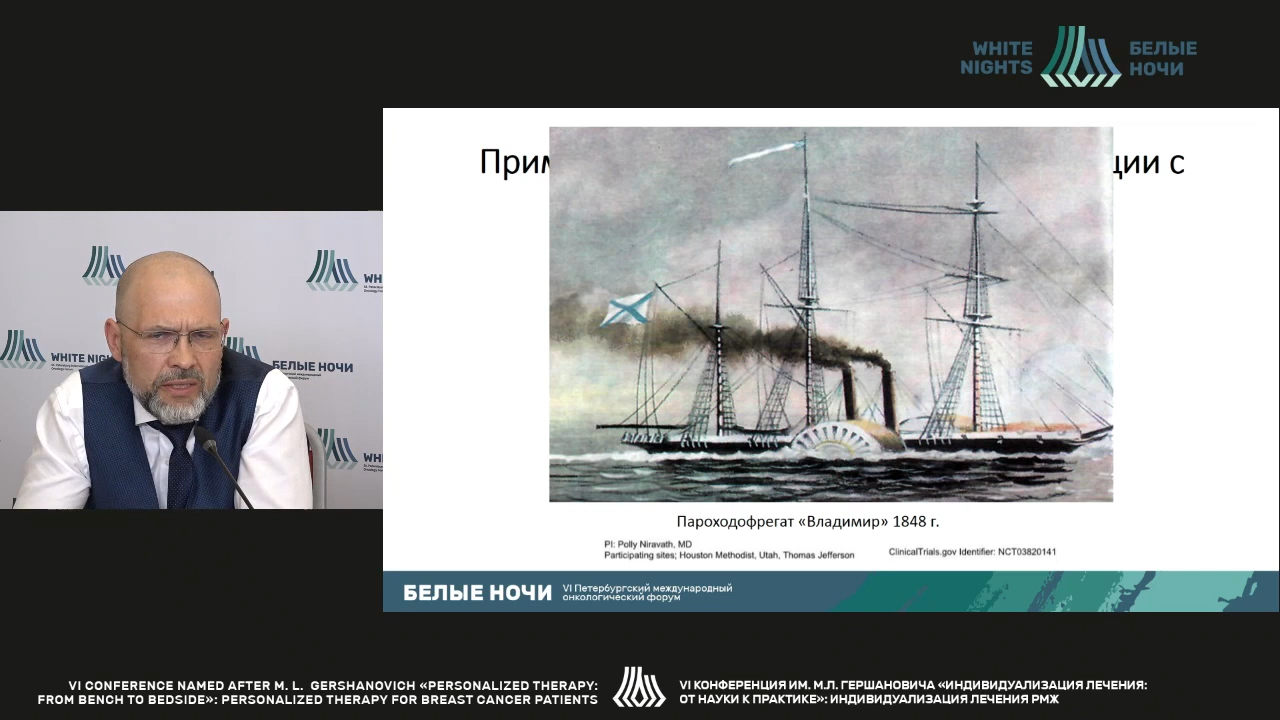 WHITE
NIGHTS
БЕЛЫЕ
НОЧИ
ции с
WHITE
БЕЛЫЕ НОЧИ
Пароходофрегат «Владимир» 1848 г.
PI: Polly Niravath, MD
Participating sites; Houston Methodist, Utah, Thomas Jefferson
ClinicalTrials.gov Identifier: NCT03820141
БЕЛЫЕ НОЧИ
VI Петербургский международный
онкологический форум
VI CONFERENCE NAMED AFTER M. L. GERSHANOVICH «PERSONALIZED THERAPY:
FROM BENCH TO BEDSIDE»: PERSONALIZED THERAPY FOR BREAST CANCER PATIENTS
VI КОНФЕРЕНЦИЯ ИМ. М.Л. ГЕРШАНОВИЧА «ИНДИВИДУАЛИЗАЦИЯ ЛЕЧЕНИЯ:
ОТ НАУКИ К ПРАКТИКЕ»: ИНДИВИДУАЛИЗАЦИЯ ЛЕЧЕНИЯ РМЖ